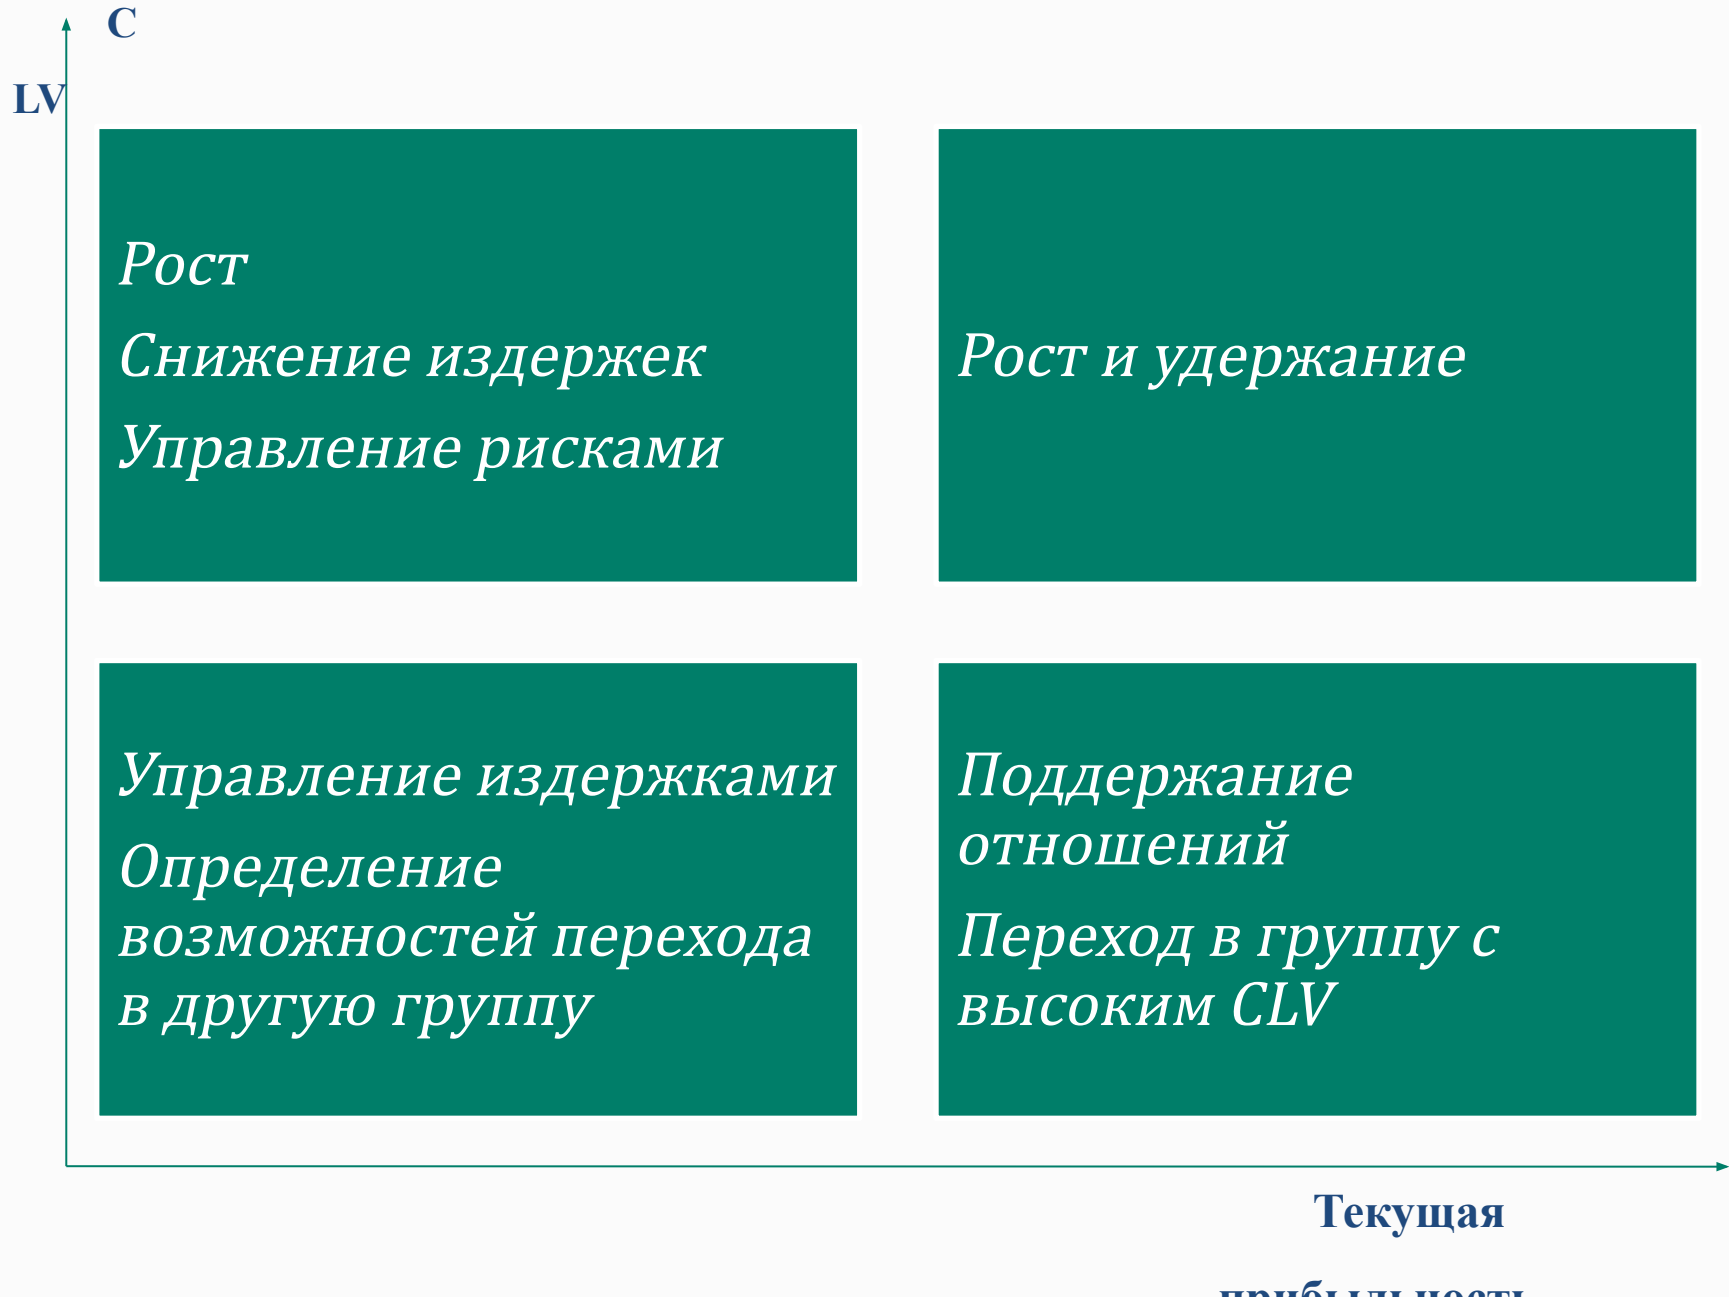 C
LV
Рост
Снижение издержек
Управление рисками
Рост и удержание
Управление издержками
Определение
возможностей перехода
в другую группу
Поддержание
отношений
Переход в группу с
высоким CLV
Текущая
прибыльность